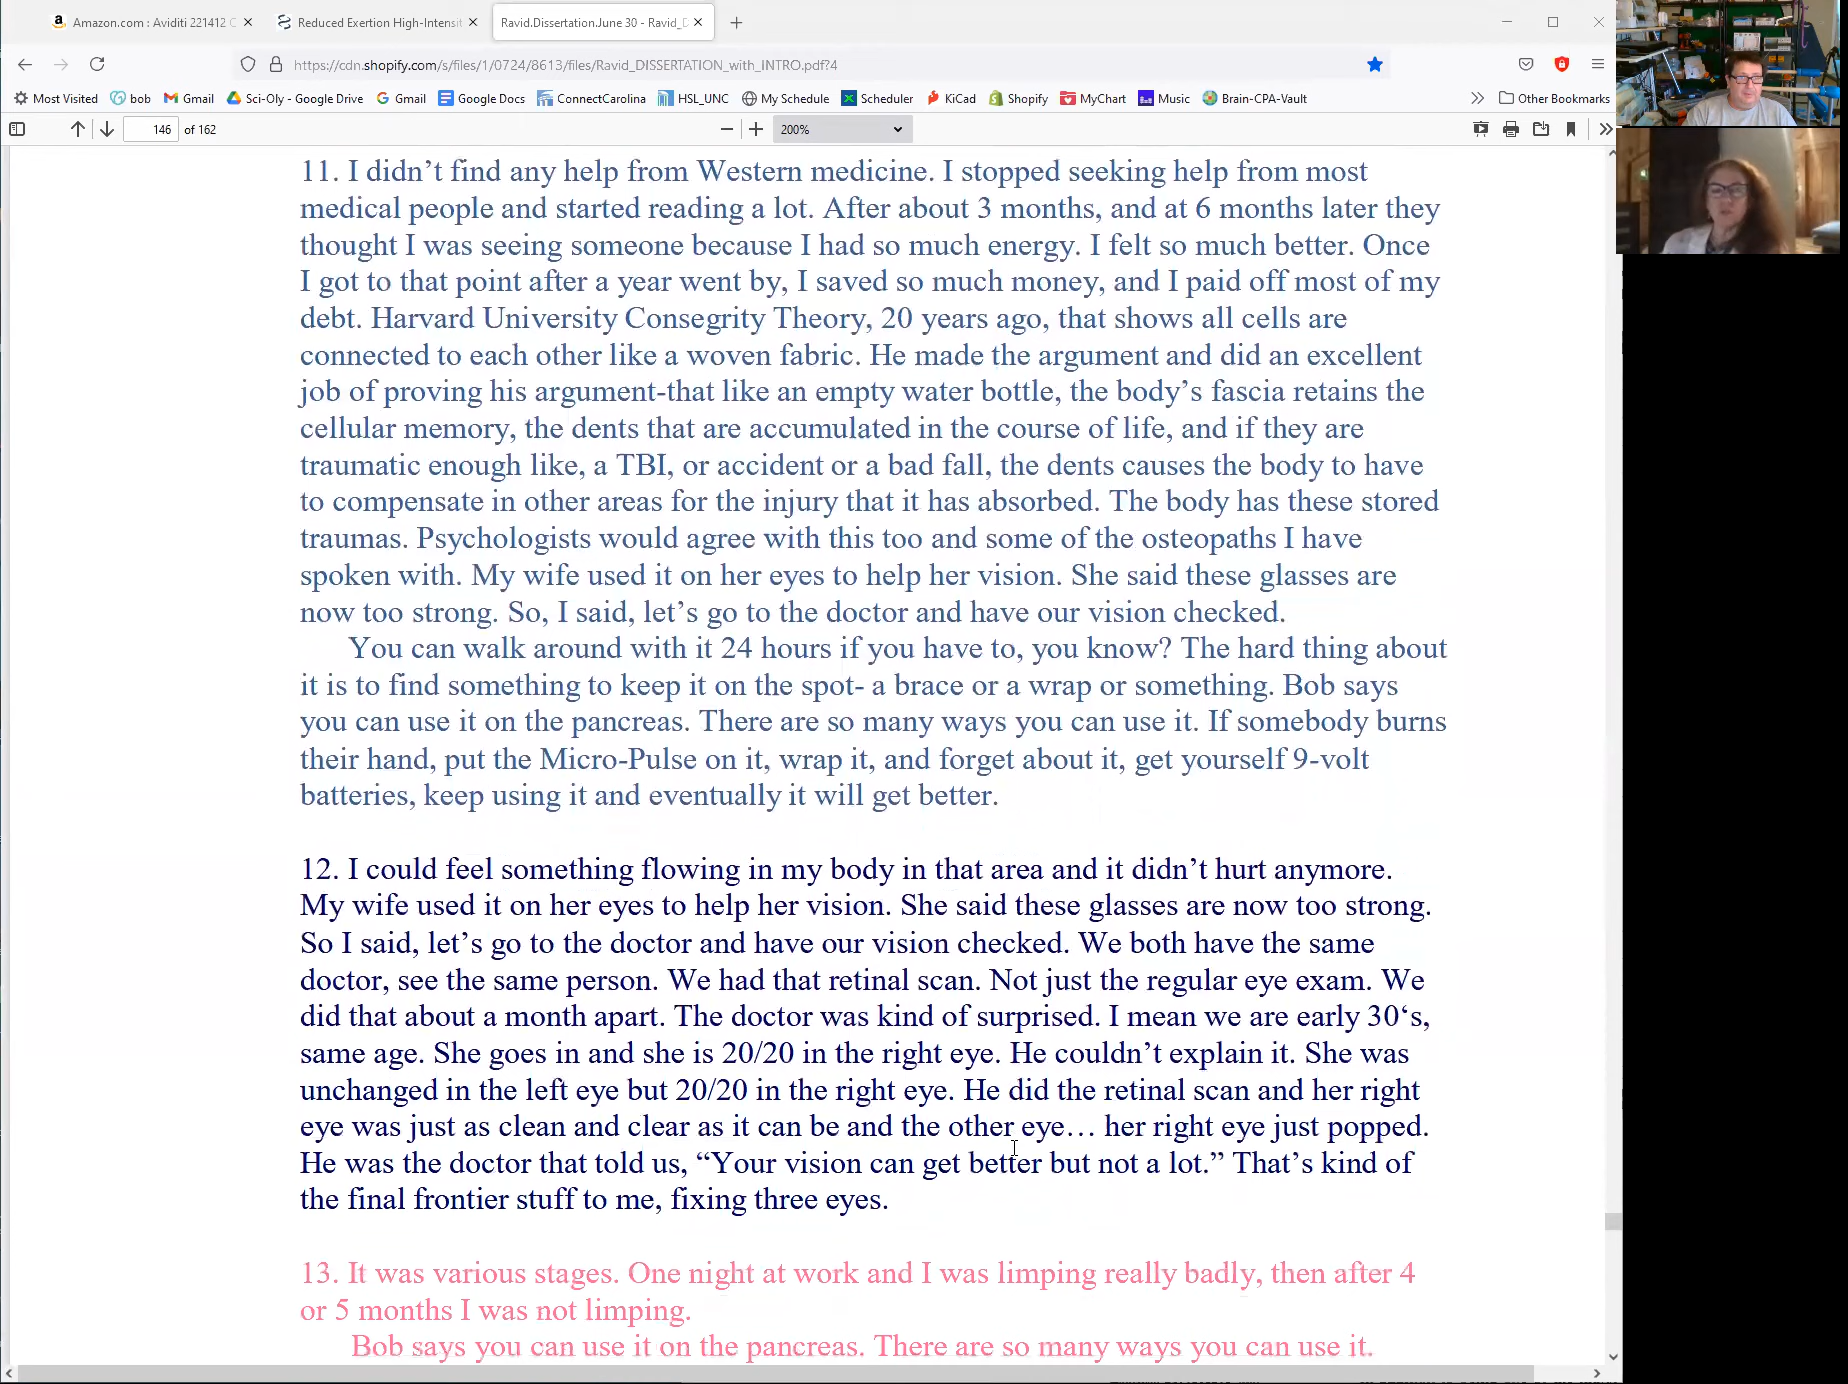 Amazon.com : Aviditi 221412 C
Reduced Exertion High-Intensit
Ravid.Dissertation.June 30 - Ravid_D
https://cdn.shopify.com/s/files/1/0724/8613/files/Ravid_DISSERTATION_with_INTRO.pdf?4
Most Visited bob Gmail Sci-Oly - Google Drive Gmail Google Docs ConnectCarolina HSL_UNC My Schedule Scheduler KiCad Shopify MyChart Music Brain-CPA-Vault Other Bookmarks
146 of 162 200%
11. I didn’t find any help from Western medicine. I stopped seeking help from most
medical people and started reading a lot. After about 3 months, and at 6 months later they
thought I was seeing someone because I had so much energy. I felt so much better. Once
I got to that point after a year went by, I saved so much money, and I paid off most of my
debt. Harvard University Consegrity Theory, 20 years ago, that shows all cells are
connected to each other like a woven fabric. He made the argument and did an excellent
job of proving his argument-that like an empty water bottle, the body’s fascia retains the
cellular memory, the dents that are accumulated in the course of life, and if they are
traumatic enough like, a TBI, or accident or a bad fall, the dents causes the body to have
to compensate in other areas for the injury that it has absorbed. The body has these stored
traumas. Psychologists would agree with this too and some of the osteopaths I have
spoken with. My wife used it on her eyes to help her vision. She said these glasses are
now too strong. So, I said, let’s go to the doctor and have our vision checked.
You can walk around with it 24 hours if you have to, you know? The hard thing about
it is to find something to keep it on the spot- a brace or a wrap or something. Bob says
you can use it on the pancreas. There are so many ways you can use it. If somebody burns
their hand, put the Micro-Pulse on it, wrap it, and forget about it, get yourself 9-volt
batteries, keep using it and eventually it will get better.
12. I could feel something flowing in my body in that area and it didn’t hurt anymore.
My wife used it on her eyes to help her vision. She said these glasses are now too strong.
So I said, let’s go to the doctor and have our vision checked. We both have the same
doctor, see the same person. We had that retinal scan. Not just the regular eye exam. We
did that about a month apart. The doctor was kind of surprised. I mean we are early 30‘s,
same age. She goes in and she is 20/20 in the right eye. He couldn’t explain it. She was
unchanged in the left eye but 20/20 in the right eye. He did the retinal scan and her right
eye was just as clean and clear as it can be and the other eye… her right eye just popped.
He was the doctor that told us, “Your vision can get better but not a lot.” That’s kind of
the final frontier stuff to me, fixing three eyes.
13. It was various stages. One night at work and I was limping really badly, then after 4
or 5 months I was not limping.
Bob says you can use it on the pancreas. There are so many ways you can use it.